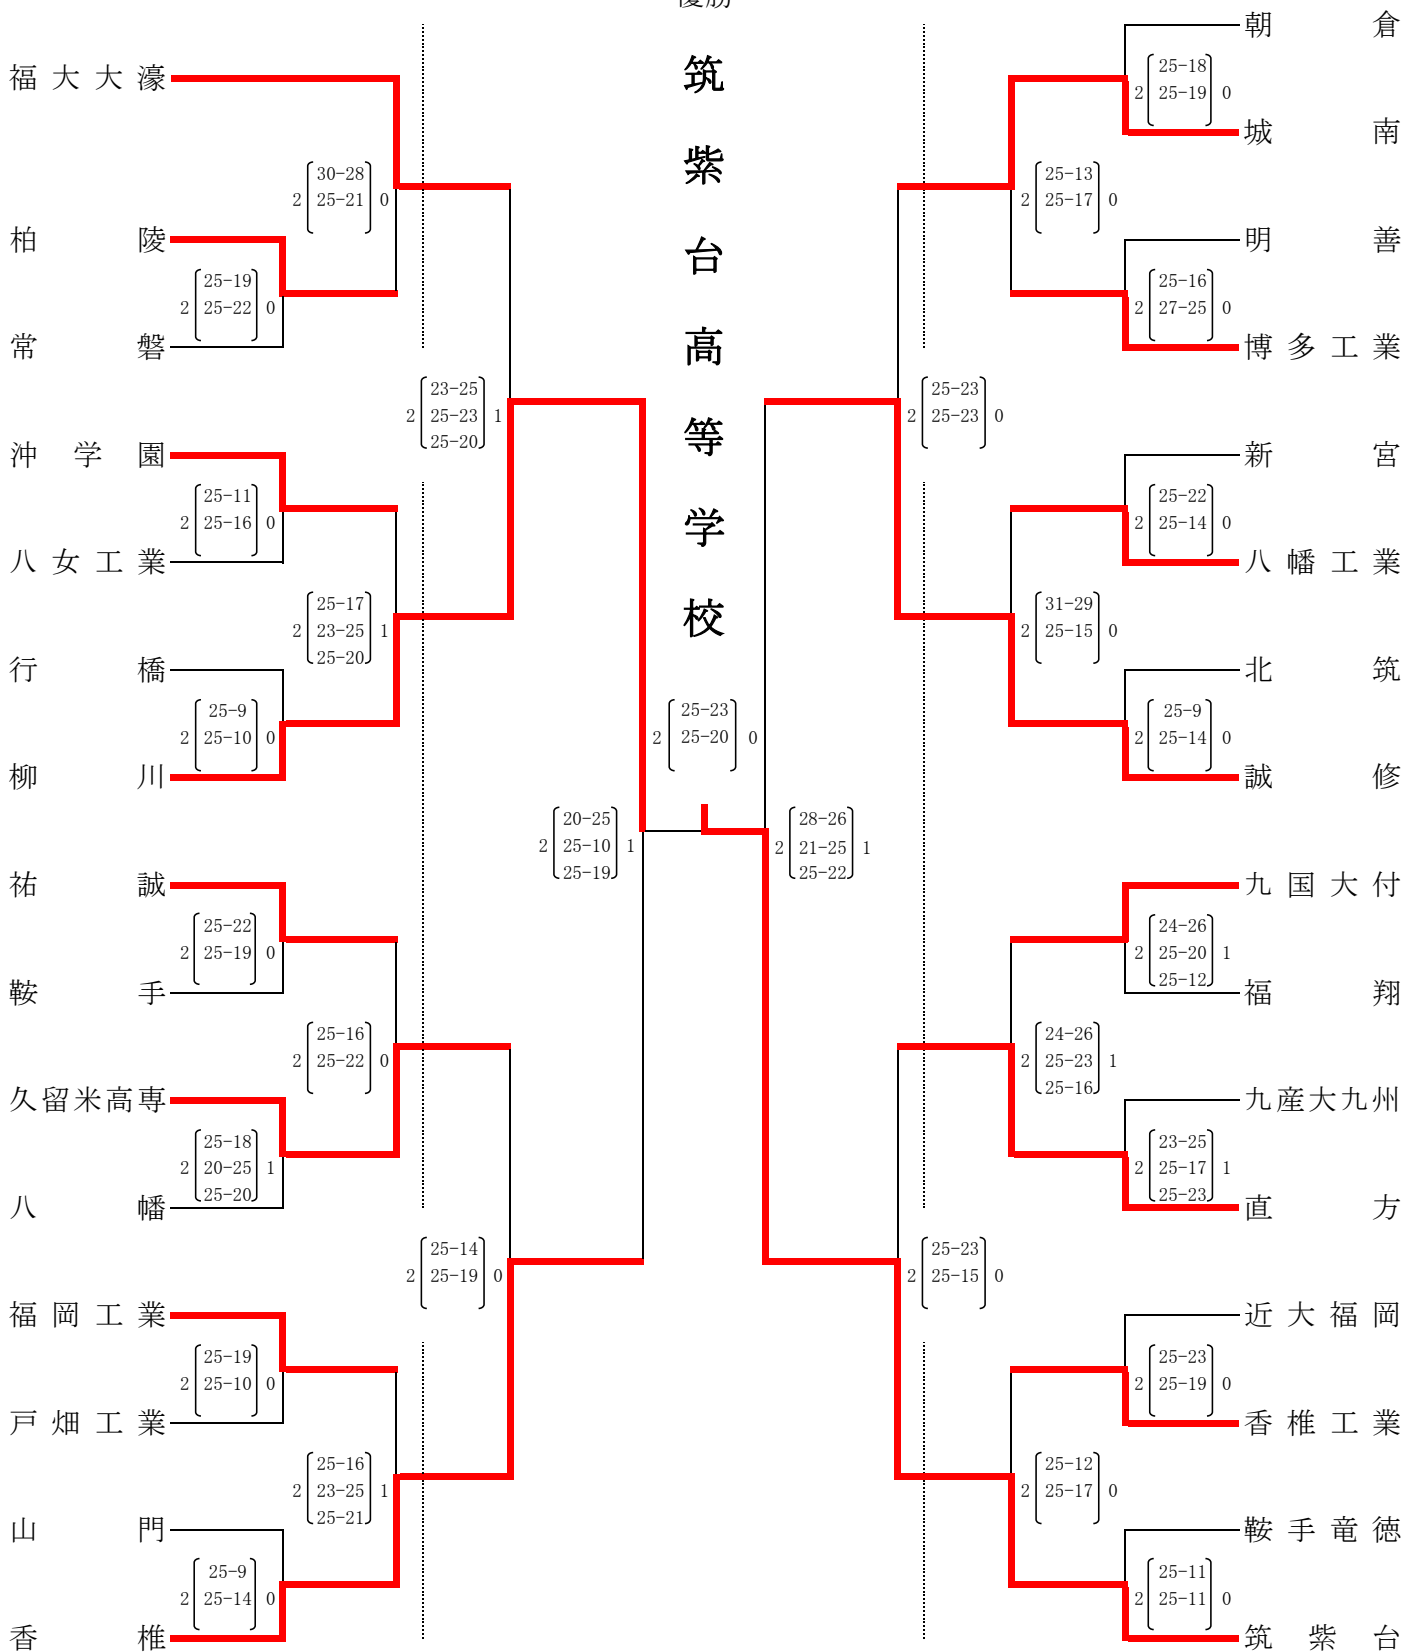 優勝
筑紫台高等学校
福大大濠
30-28
2 25-21 0
柏陵
25-19
2 25-22 0
常磐
23-25
2 25-23 1
25-20
沖学園
25-11
2 25-16 0
八女工業
25-17
2 23-25 1
25-20
行橋
25-9
2 25-10 0
柳川
20-25
2 25-10 1
25-19
祐誠
25-22
2 25-19 0
鞍手
25-16
2 25-22 0
久留米高専
25-18
2 20-25 1
25-20
八幡
25-14
2 25-19 0
福岡工業
25-19
2 25-10 0
戸畑工業
25-16
2 23-25 1
25-21
山門
25-9
2 25-14 0
香椎
25-23
2 25-20 0
朝倉
25-18
2 25-19 0
城南
25-13
2 25-17 0
明善
25-16
2 27-25 0
博多工業
25-23
2 25-23 0
新宮
25-22
2 25-14 0
八幡工業
31-29
2 25-15 0
北筑
25-9
2 25-14 0
誠修
28-26
2 21-25 1
25-22
九国大付
24-26
2 25-20 1
25-12
福翔
24-26
2 25-23 1
25-16
九産大九州
23-25
2 25-17 1
25-23
直方
25-23
2 25-15 0
近大福岡
25-23
2 25-19 0
香椎工業
25-12
2 25-17 0
鞍手竜徳
25-11
2 25-11 0
筑紫台